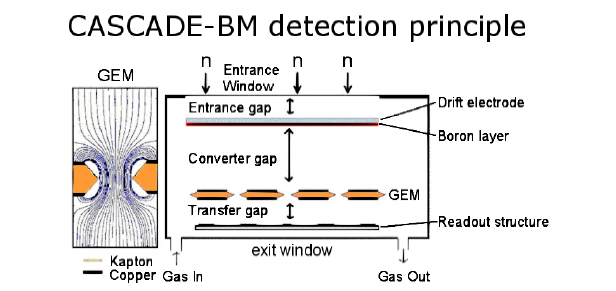 CASCADE-BM detection principle
GEM
n n n
Entrance
Window
Entrance gap
Drift electrode
Boron layer
Converter gap
GEM
Transfer gap
Readout structure
exit window
Kapton
Copper
Gas In
Gas Out